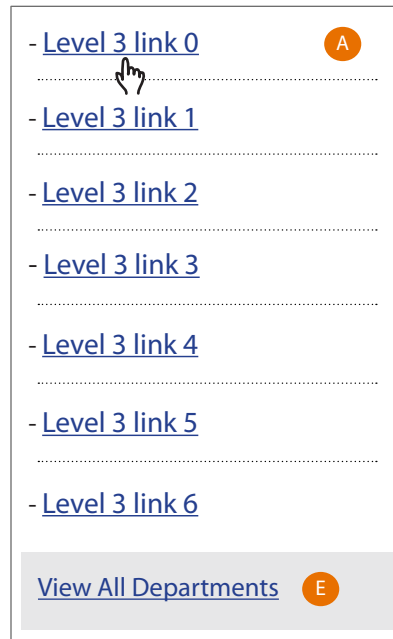 - Level 3 link 0 A
- Level 3 link 1
- Level 3 link 2
- Level 3 link 3
- Level 3 link 4
- Level 3 link 5
- Level 3 link 6
View All Departments E